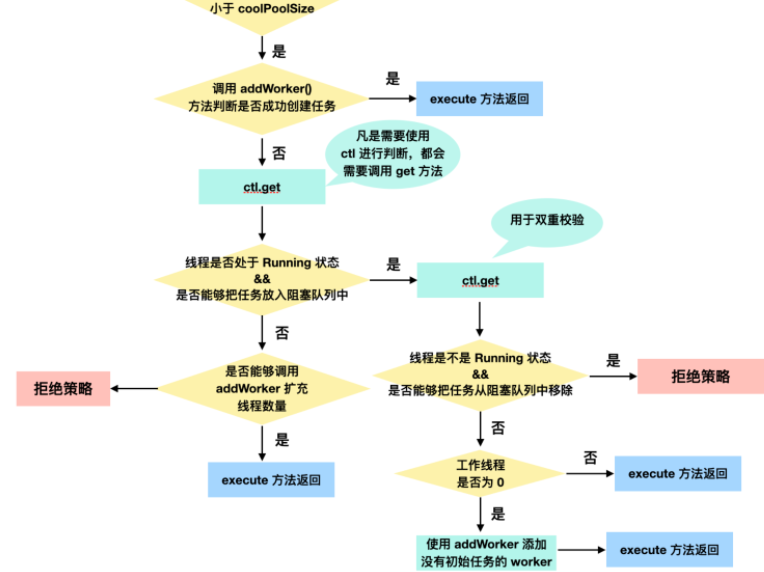 小于 coolPoolSize
是
调用 addWorker()
方法判断是否成功创建任务
是
execute 方法返回
否
凡是需要使用
ctl 进行判断，都会
需要调用 get 方法
ctl.get
用于双重校验
线程是否处于 Running 状态
&&
是否能够把任务放入阻塞队列中
是
ctl.get
否
是否能够调用
addWorker 扩充
线程数量
拒绝策略
是
execute 方法返回
线程是不是 Running 状态
&&
是否能够把任务从阻塞队列中移除
是
拒绝策略
否
工作线程
是否为 0
否
execute 方法返回
是
使用 addWorker 添加
没有初始任务的 worker
execute 方法返回